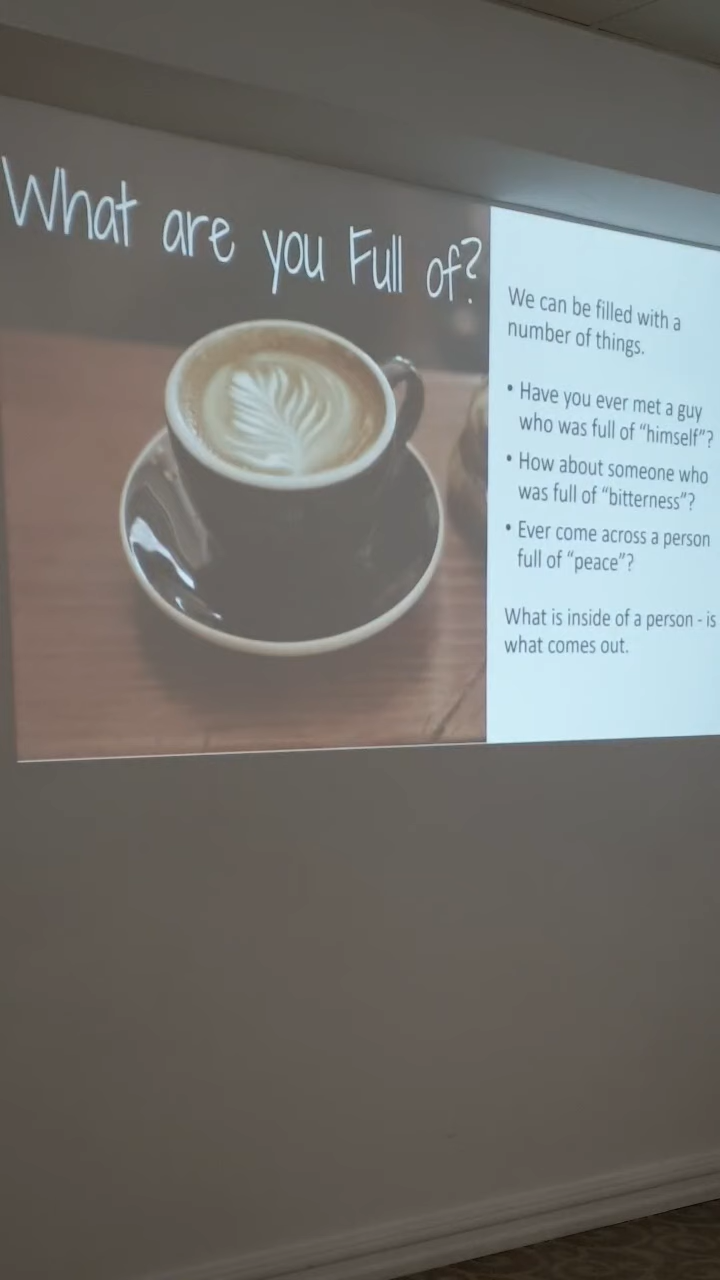 What are you Full of?
We can be filled with a
number of things.
• Have you ever met a guy
who was full of “himself”?
• How about someone who
was full of “bitterness”?
• Ever come across a person
full of “peace”?
What is inside of a person - is
what comes out.